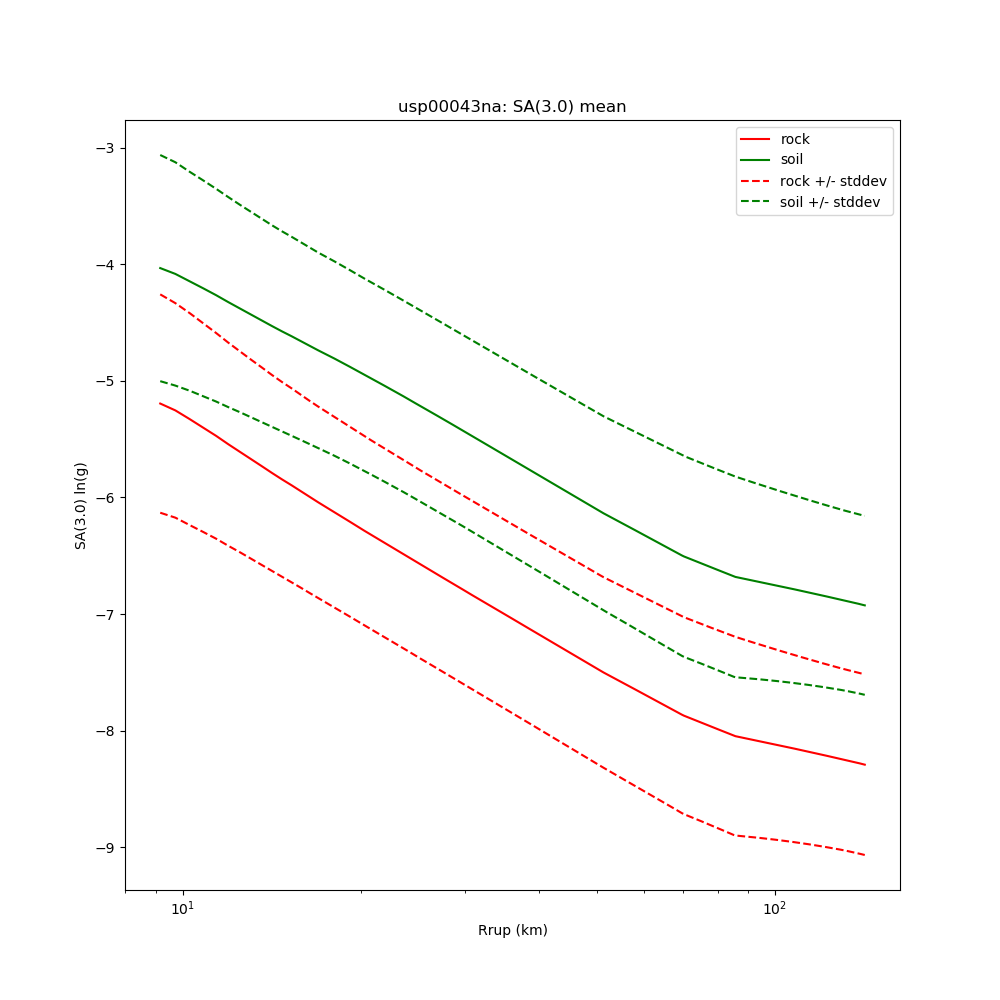 usp00043na: SA(3.0) mean
rock
soil
rock +/- stddev
soil +/- stddev
SA(3.0) ln(g)
−3
−4
−5
−6
−7
−8
−9
10¹
10²
Rrup (km)